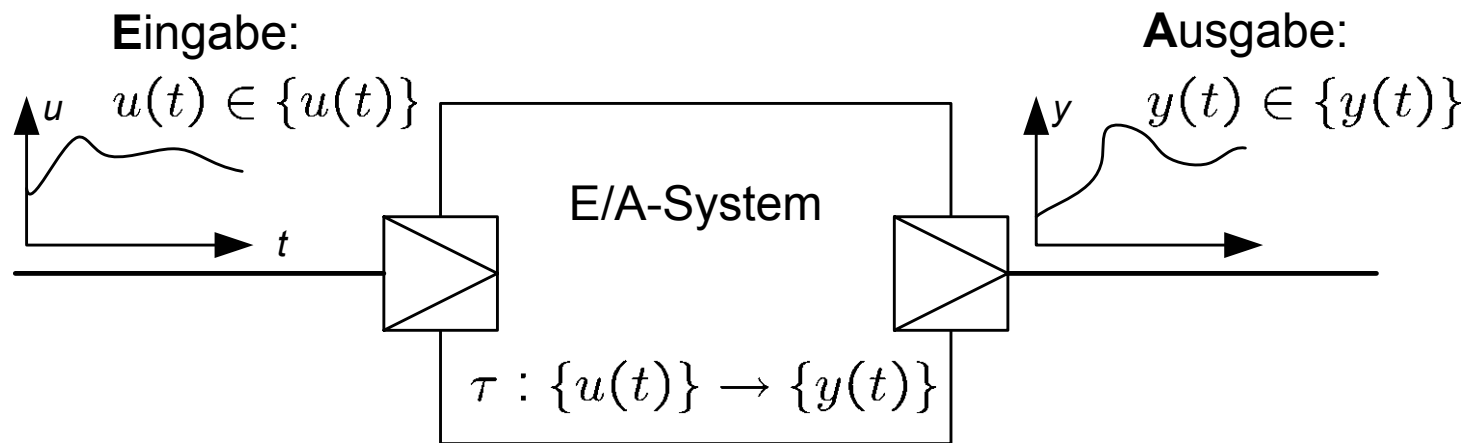 Eingabe:
u(t) ∈ {u(t)}
u
t
E/A-System
τ : {u(t)} → {y(t)}
Ausgabe:
y(t) ∈ {y(t)}
y